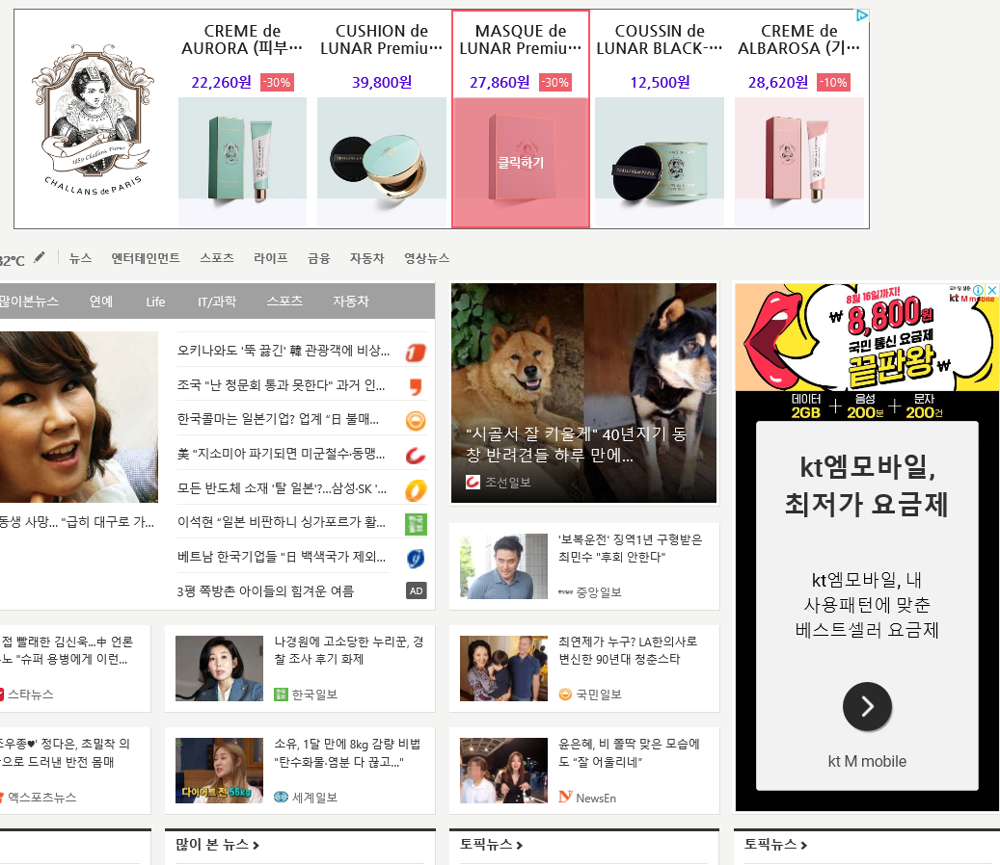 CREME de
AURORA (피부…
22,260원 -30%
CUSHION de
LUNAR Premiu…
39,800원
MASQUE de
LUNAR Premiu…
27,860원 -30%
클릭하기
COUSSIN de
LUNAR BLACK-…
12,500원
CREME de
ALBAROSA (기…
28,620원 -10%
1859 Challans France
CHALLANS de PARIS
32℃
뉴스 엔터테인먼트 스포츠 라이프 금융 자동차 영상뉴스
많이본뉴스 연예 Life IT/과학 스포츠 자동차
동생 사망... "급히 대구로 가...
오키나와도 '뚝 끊긴' 韓 관광객에 비상...
조국 "난 청문회 통과 못한다" 과거 인...
한국콜마는 일본기업? 업계 “日 불매...
美 "지소미아 파기되면 미군철수·동맹...
모든 반도체 소재 '탈 일본'?...삼성·SK '...
이석현 “일본 비판하니 싱가포르가 활...
베트남 한국기업들 "日 백색국가 제외...
3평 쪽방촌 아이들의 힘겨운 여름
AD
"시골서 잘 키울게" 40년지기 동
창 반려견들 하루 만에...
조선일보
'보복운전' 징역1년 구형받은
최민수 "후회 안한다"
중앙일보
접 빨래한 김신욱...中 언론
노 "슈퍼 용병에게 이런...
스타뉴스
나경원에 고소당한 누리꾼, 경
찰 조사 후기 화제
한국일보
최연제가 누구? LA한의사로
변신한 90년대 청춘스타
국민일보
조우종♥' 정다은, 초밀착 의
으로 드러낸 반전 몸매
엑스포츠뉴스
다이어트 전 56kg
소유, 1달 만에 8kg 감량 비법
"탄수화물·염분 다 끊고..."
세계일보
윤은혜, 비 쫄딱 맞은 모습에
도 “잘 어울리네”
NewsEn
많이 본 뉴스
토픽뉴스
토픽뉴스
8월 16일까지!
kt M mobile
₩ 8,800원
국민 통신 요금제
끝판왕 ₩
데이터 음성 문자
2GB + 200분 + 200건
kt엠모바일,
최저가 요금제
kt엠모바일, 내
사용패턴에 맞춘
베스트셀러 요금제
kt M mobile